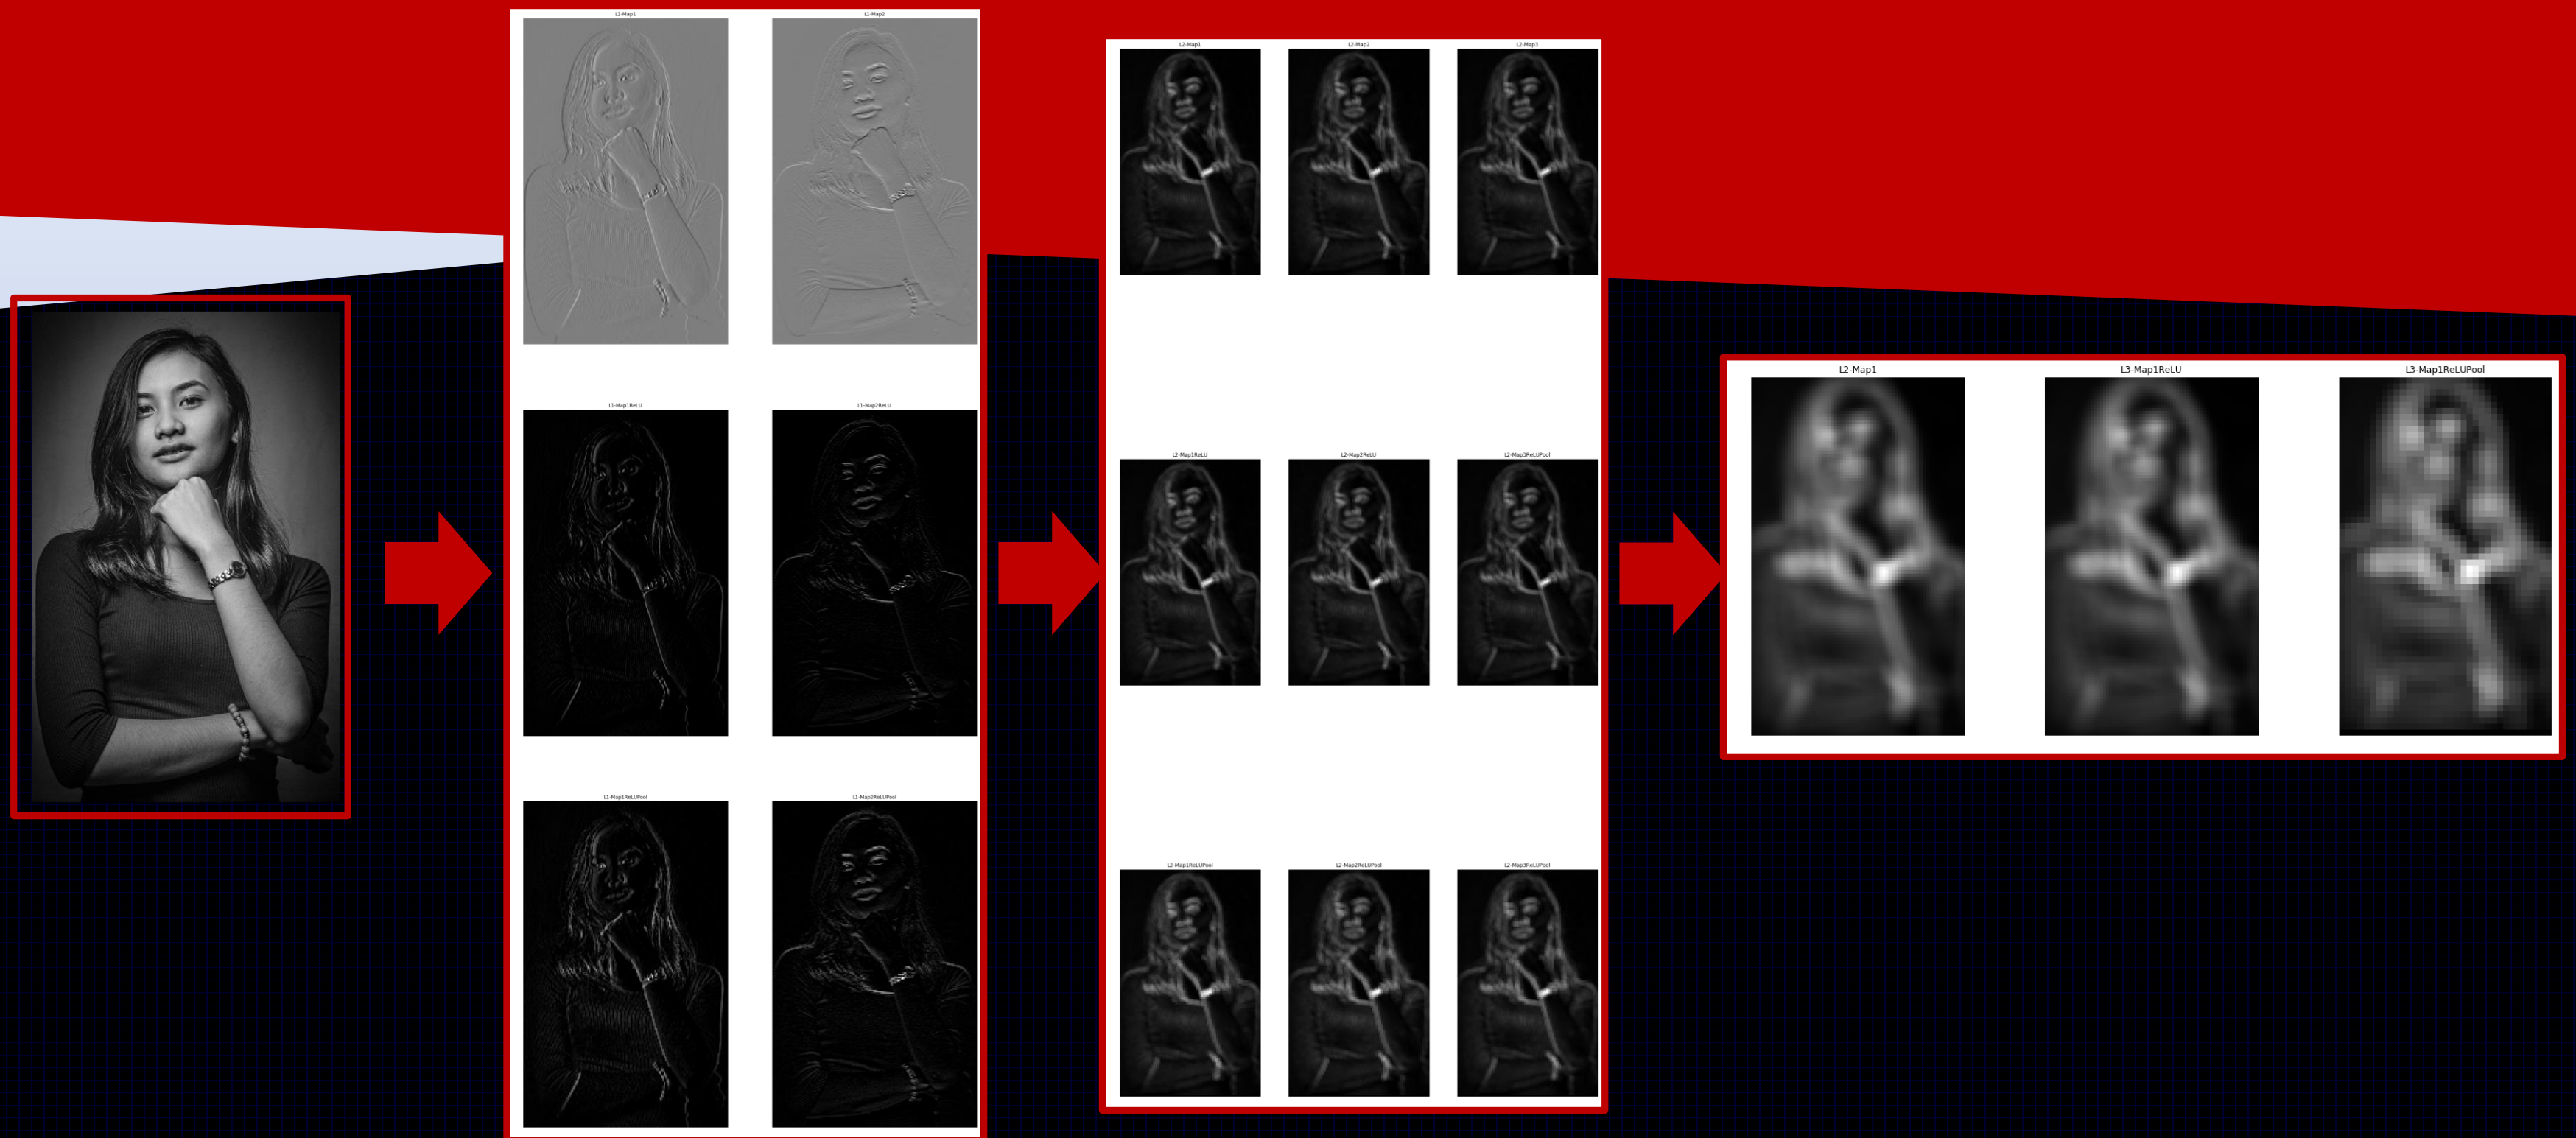 L1-Map1
L1-Map2
L1-Map1ReLU
L1-Map2ReLU
L1-Map1ReLUPool
L1-Map2ReLUPool
L2-Map1
L2-Map2
L2-Map3
L2-Map1ReLU
L2-Map2ReLU
L2-Map3ReLUPool
L2-Map1ReLUPool
L2-Map2ReLUPool
L2-Map3ReLUPool
L2-Map1
L3-Map1ReLU
L3-Map1ReLUPool